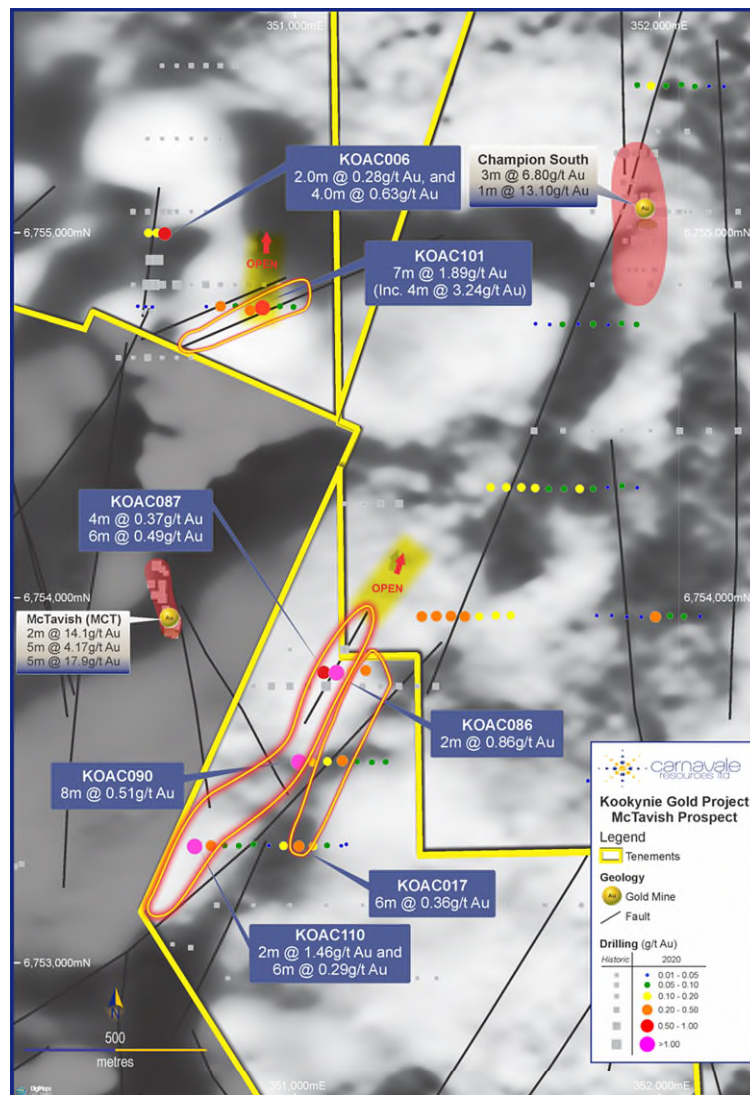 351,000mE
352,000mE
KOAC006
2.0m @ 0.28g/t Au, and
4.0m @ 0.63g/t Au
Champion South
3m @ 6.80g/t Au
1m @ 13.10g/t Au
Au
6,755,000mN
OPEN
KOAC101
7m @ 1.89g/t Au
(Inc. 4m @ 3.24g/t Au)
KOAC087
4m @ 0.37g/t Au
6m @ 0.49g/t Au
OPEN
6,754,000mN
McTavish (MCT)
2m @ 14.1g/t Au
5m @ 4.17g/t Au
5m @ 17.9g/t Au
Au
KOAC086
2m @ 0.86g/t Au
KOAC090
8m @ 0.51g/t Au
KOAC017
6m @ 0.36g/t Au
KOAC110
2m @ 1.46g/t Au and
6m @ 0.29g/t Au
6,753,000mN
N
500
metres
351,000mE
352,000mE
DigiMaps
carnavale
resources ltd
Kookynie Gold Project
McTavish Prospect
Legend
Tenements
Geology
Au Gold Mine
Fault
Drilling (g/t Au)
Historic 2020
0.01 - 0.05
0.05 - 0.10
0.10 - 0.20
0.20 - 0.50
0.50 - 1.00
>1.00